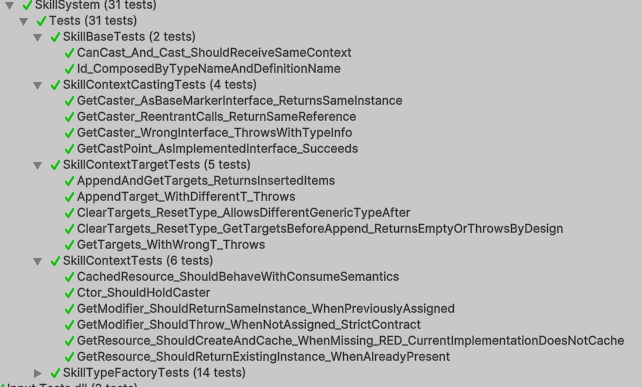 SkillSystem (31 tests)
Tests (31 tests)
SkillBaseTests (2 tests)
CanCast_And_Cast_ShouldReceiveSameContext
Id_ComposedByTypeNameAndDefinitionName
SkillContextCastingTests (4 tests)
GetCaster_AsBaseMarkerInterface_ReturnsSameInstance
GetCaster_ReentrantCalls_ReturnSameReference
GetCaster_WrongInterface_ThrowsWithTypeInfo
GetCastPoint_AsImplementedInterface_Succeeds
SkillContextTargetTests (5 tests)
AppendAndGetTargets_ReturnsInsertedItems
AppendTarget_WithDifferentT_Throws
ClearTargets_ResetType_AllowsDifferentGenericTypeAfter
ClearTargets_ResetType_GetTargetsBeforeAppend_ReturnsEmptyOrThrowsByDesign
GetTargets_WithWrongT_Throws
SkillContextTests (6 tests)
CachedResource_ShouldBehaveWithConsumeSemantics
Ctor_ShouldHoldCaster
GetModifier_ShouldReturnSameInstance_WhenPreviouslyAssigned
GetModifier_ShouldThrow_WhenNotAssigned_StrictContract
GetResource_ShouldCreateAndCache_WhenMissing_RED_CurrentImplementationDoesNotCache
GetResource_ShouldReturnExistingInstance_WhenAlreadyPresent
SkillTypeFactoryTests (14 tests)